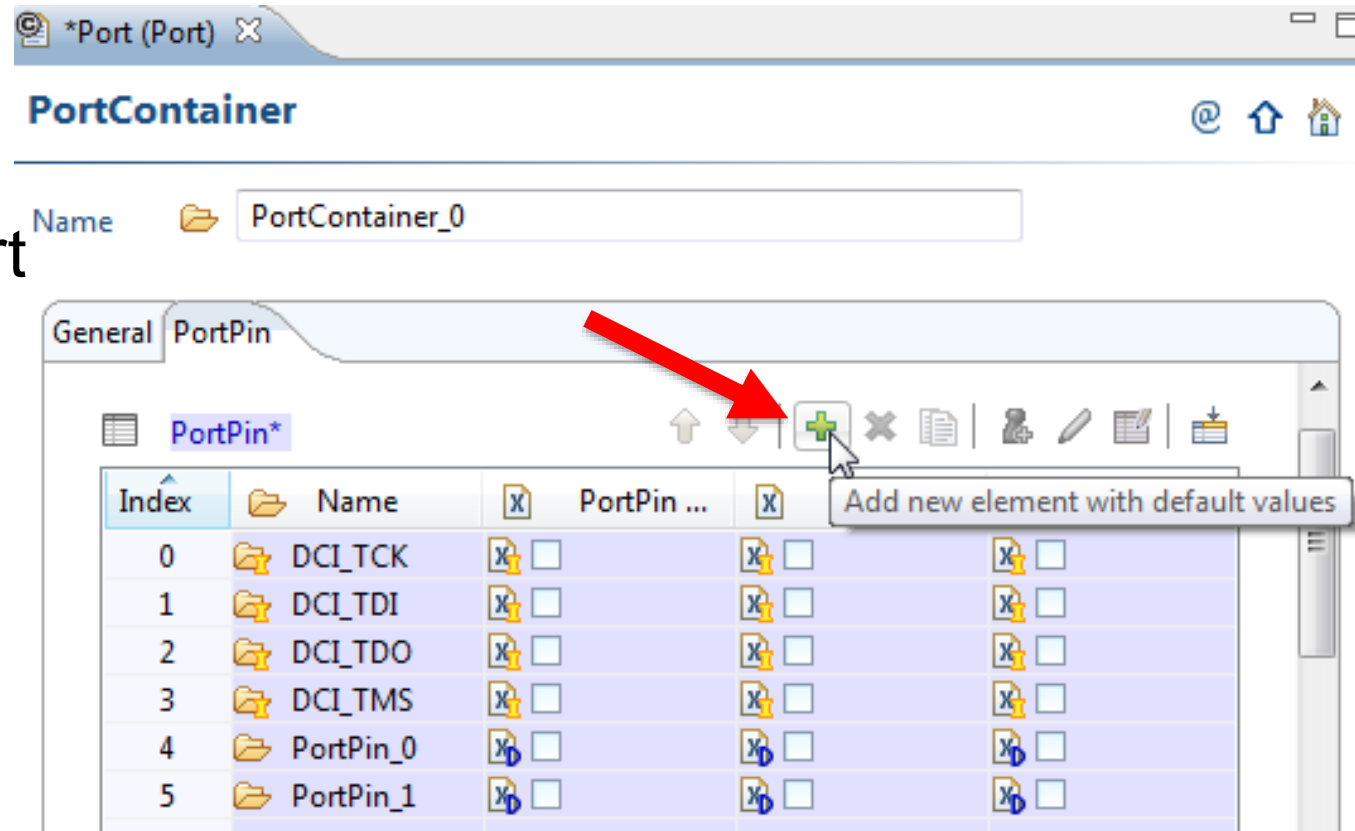 *Port (Port)
PortContainer
Name PortContainer_0
rt
General PortPin
PortPin*
Index Name PortPin ...
Add new element with default values
0 DCI_TCK
1 DCI_TDI
2 DCI_TDO
3 DCI_TMS
4 PortPin_0
5 PortPin_1